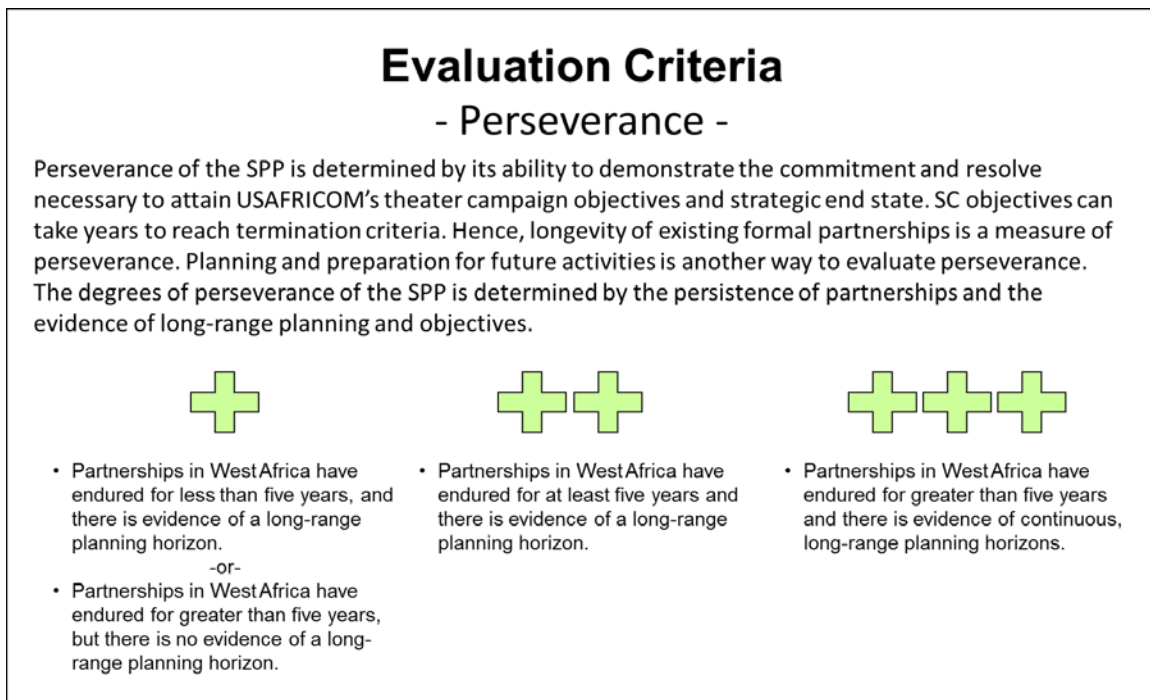 Evaluation Criteria
- Perseverance -
Perseverance of the SPP is determined by its ability to demonstrate the commitment and resolve
necessary to attain USAFRICOM's theater campaign objectives and strategic end state. SC objectives can
take years to reach termination criteria. Hence, longevity of existing formal partnerships is a measure of
perseverance. Planning and preparation for future activities is another way to evaluate perseverance.
The degrees of perseverance of the SPP is determined by the persistence of partnerships and the
evidence of long-range planning and objectives.
• Partnerships in West Africa have
endured for less than five years, and
there is evidence of a long-range
planning horizon.
-or-
• Partnerships in West Africa have
endured for greater than five years,
but there is no evidence of a long-
range planning horizon.
• Partnerships in West Africa have
endured for at least five years and
there is evidence of a long-range
planning horizon.
• Partnerships in West Africa have
endured for greater than five years
and there is evidence of continuous,
long-range planning horizons.